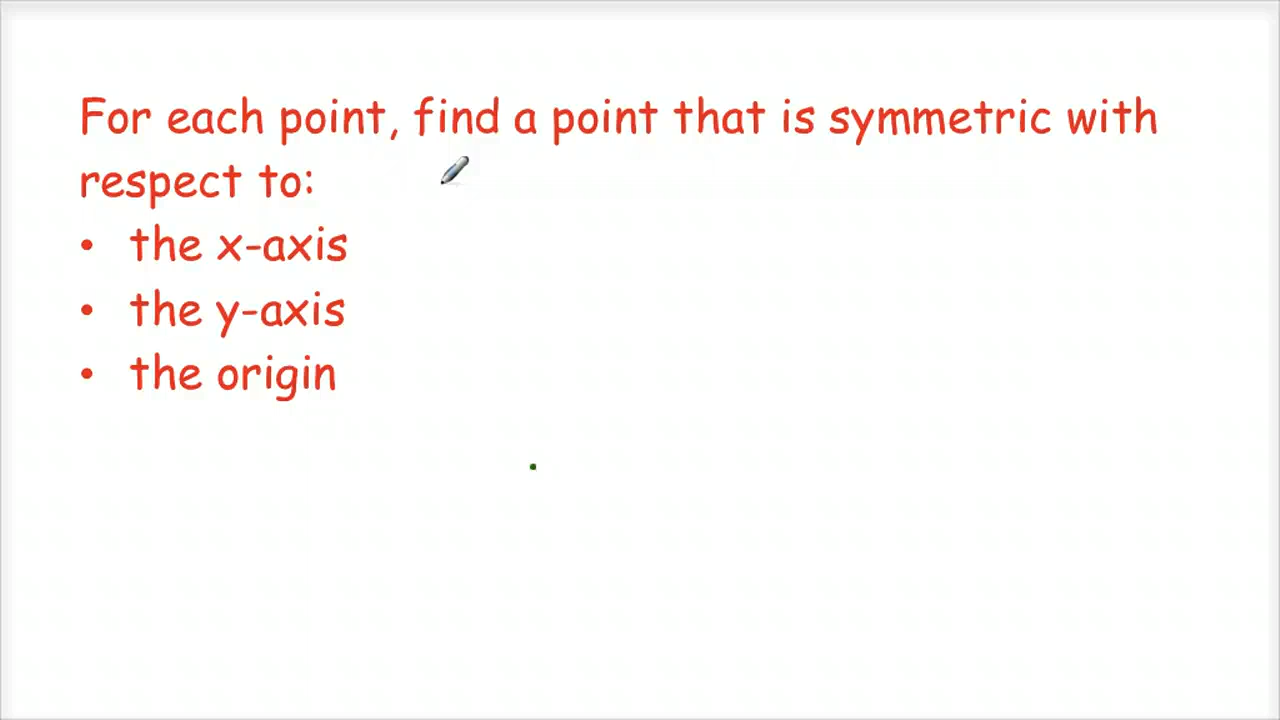 For each point, find a point that is symmetric with
respect to:
• the x-axis
• the y-axis
• the origin